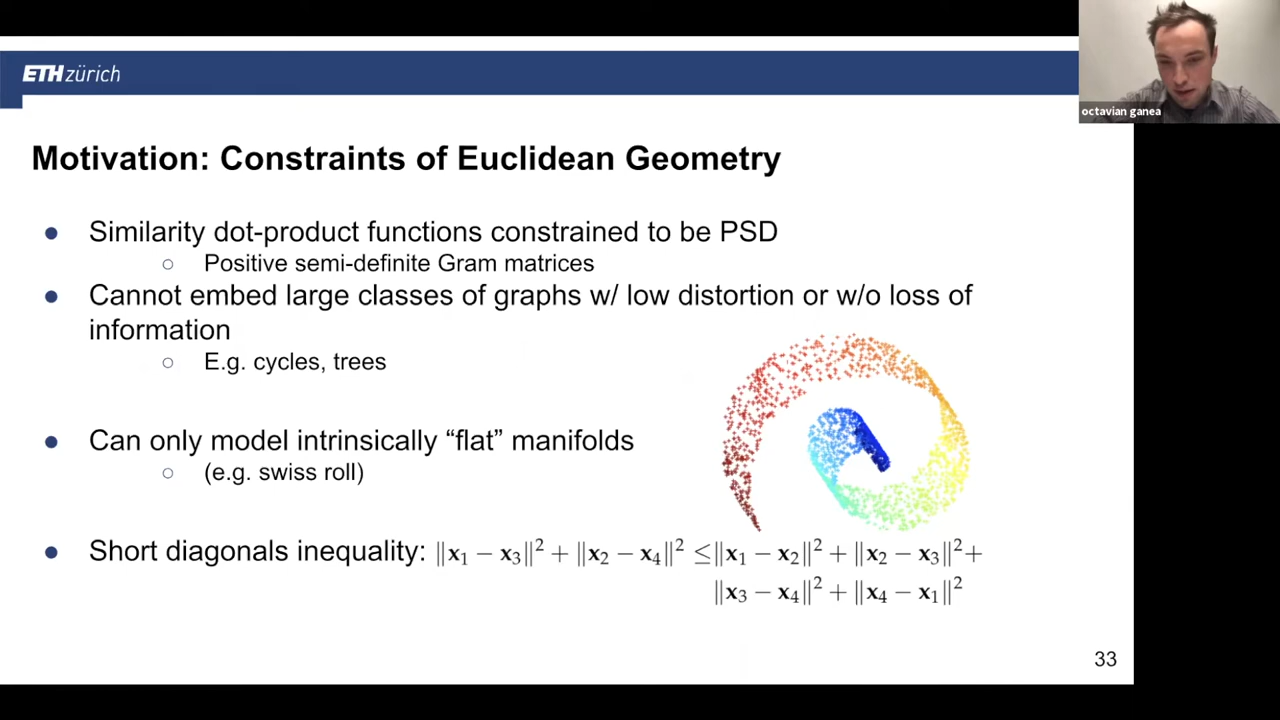 ETH zürich
octavian ganea
Motivation: Constraints of Euclidean Geometry
● Similarity dot-product functions constrained to be PSD
○ Positive semi-definite Gram matrices
● Cannot embed large classes of graphs w/ low distortion or w/o loss of
information
○ E.g. cycles, trees
● Can only model intrinsically “flat” manifolds
○ (e.g. swiss roll)
● Short diagonals inequality: ‖x₁ − x₃‖² + ‖x₂ − x₄‖² ≤ ‖x₁ − x₂‖² + ‖x₂ − x₃‖² +
‖x₃ − x₄‖² + ‖x₄ − x₁‖²
33